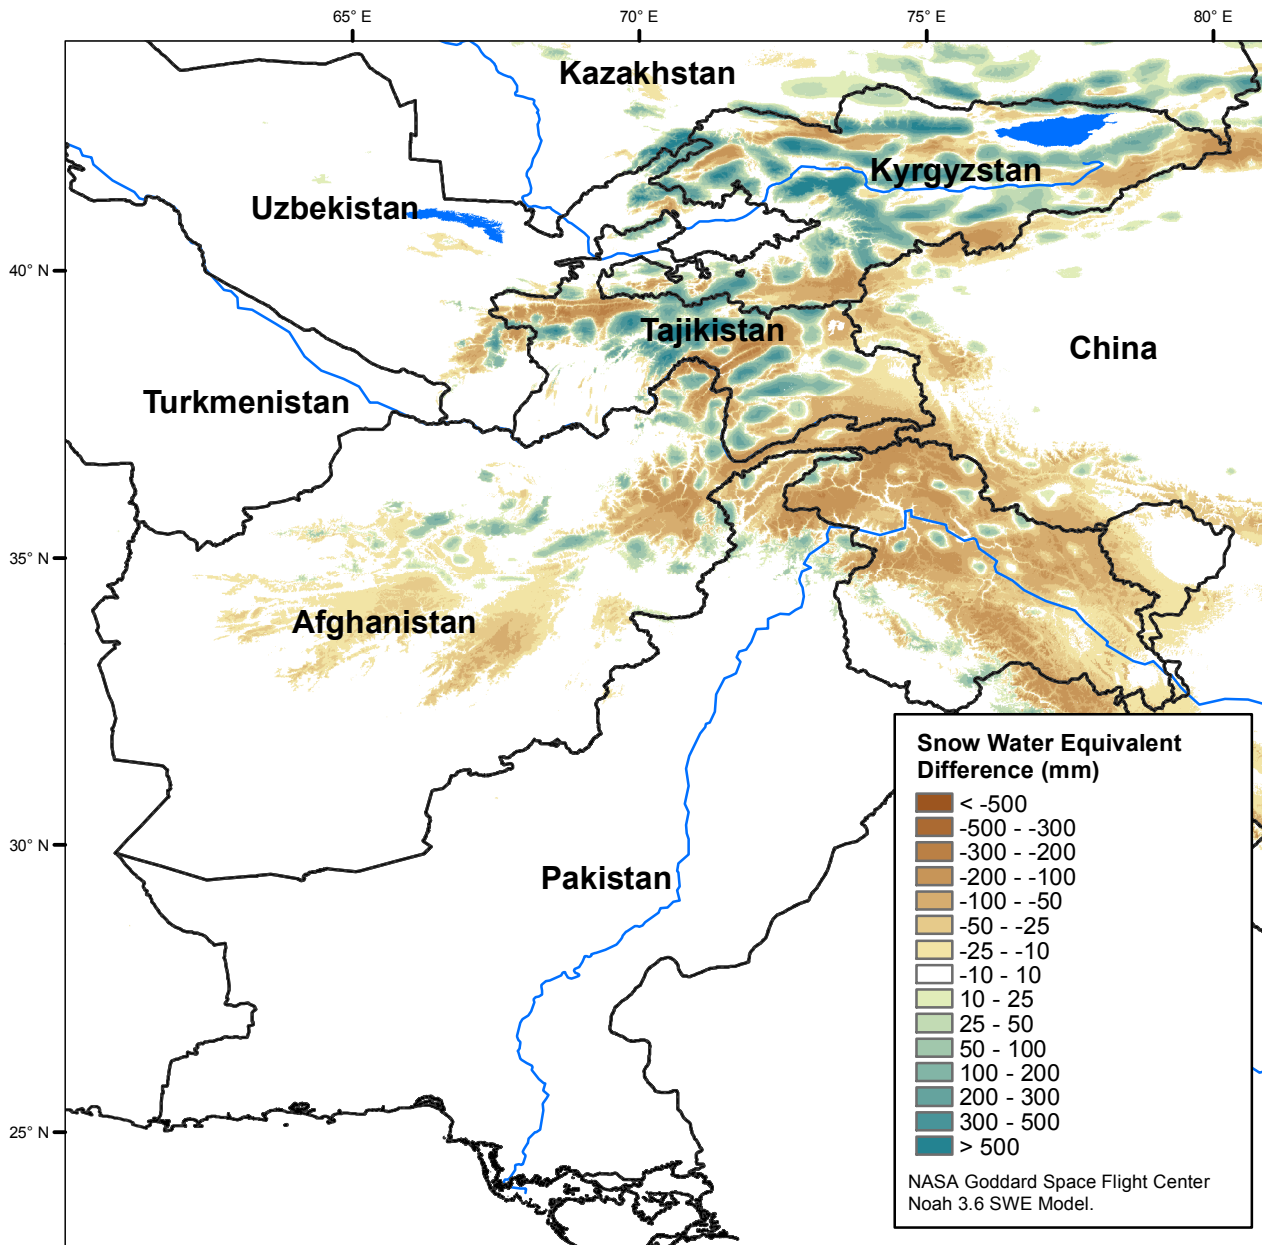 65° E
70° E
75° E
80° E
Kazakhstan
Kyrgyzstan
Uzbekistan
40° N
Tajikistan
China
Turkmenistan
35° N
Afghanistan
Snow Water Equivalent
Difference (mm)
< -500
-500 - -300
-300 - -200
-200 - -100
-100 - -50
-50 - -25
-25 - -10
-10 - 10
10 - 25
25 - 50
50 - 100
100 - 200
200 - 300
300 - 500
> 500
NASA Goddard Space Flight Center
Noah 3.6 SWE Model.
30° N
Pakistan
25° N